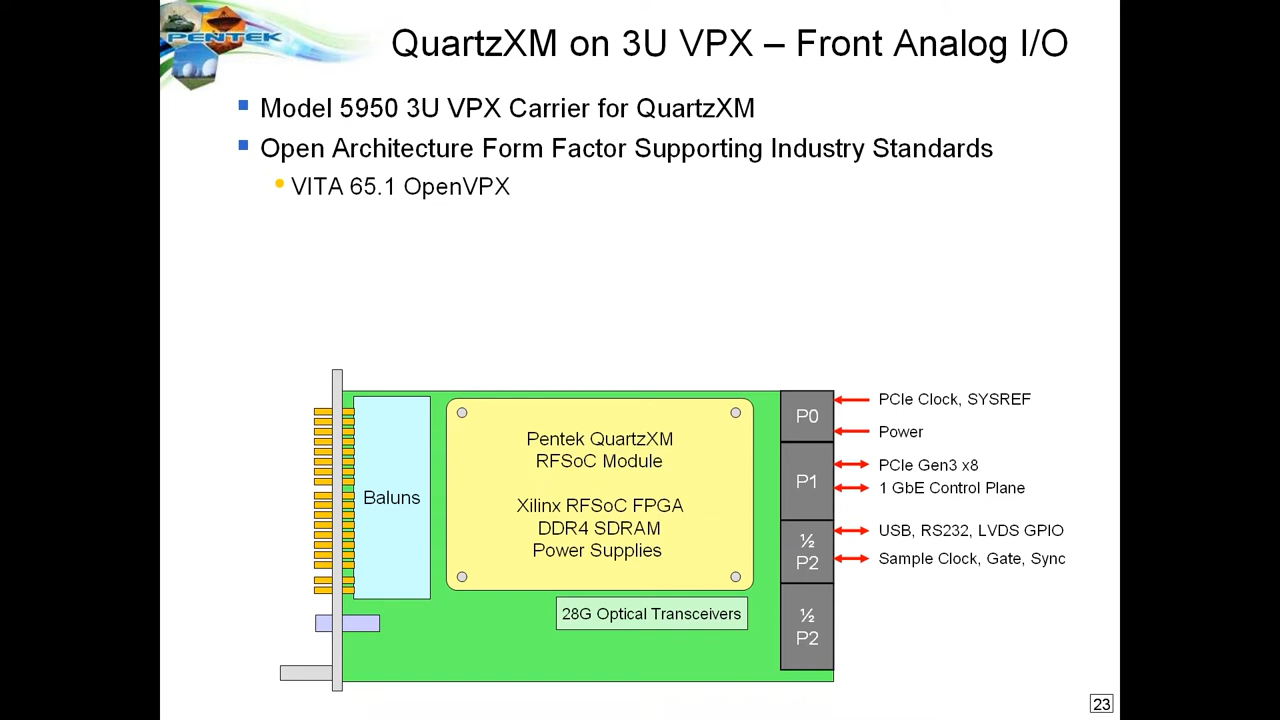 PENTEK
QuartzXM on 3U VPX – Front Analog I/O
Model 5950 3U VPX Carrier for QuartzXM
Open Architecture Form Factor Supporting Industry Standards
VITA 65.1 OpenVPX
Baluns
Pentek QuartzXM
RFSoC Module
Xilinx RFSoC FPGA
DDR4 SDRAM
Power Supplies
28G Optical Transceivers
P0
P1
½
P2
½
P2
PCIe Clock, SYSREF
Power
PCIe Gen3 x8
1 GbE Control Plane
USB, RS232, LVDS GPIO
Sample Clock, Gate, Sync
23